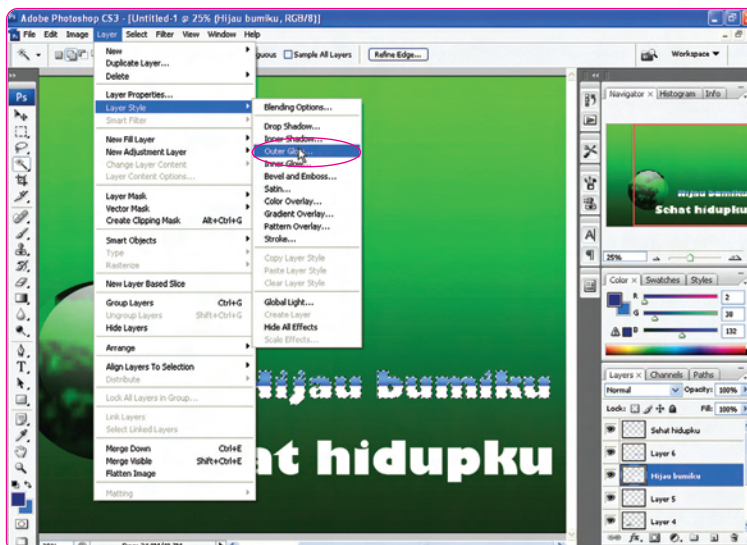 Adobe Photoshop CS3 - [Untitled-1 @ 25% (Hijau bumiku, RGB/8)]
File Edit Image Layer Select Filter View Window Help
guous Sample All Layers Refine Edge... Workspace
Ps
New
Duplicate Layer...
Delete
Layer Properties...
Layer Style
Smart Filter
New Fill Layer
New Adjustment Layer
Change Layer Content
Layer Content Options...
Layer Mask
Vector Mask
Create Clipping Mask Alt+Ctrl+G
Smart Objects
Type
Rasterize
New Layer Based Slice
Group Layers Ctrl+G
Ungroup Layers Shift+Ctrl+G
Hide Layers
Arrange
Align Layers To Selection
Distribute
Lock All Layers in Group...
Link Layers
Select Linked Layers
Merge Down Ctrl+E
Merge Visible Shift+Ctrl+E
Flatten Image
Matting
Blending Options...
Drop Shadow...
Inner Shadow...
Outer Glow...
Inner Glow...
Bevel and Emboss...
Satin...
Color Overlay...
Gradient Overlay...
Pattern Overlay...
Stroke...
Copy Layer Style
Paste Layer Style
Clear Layer Style
Global Light...
Create Layer
Hide All Effects
Scale Effects...
Hijau bumiku
at hidupku
Navigator × Histogram Info
Hijau bumiku
Sehat hidupku
25%
Color × Swatches Styles
R 2
G 38
B 132
Layers × Channels Paths
Normal Opacity: 100%
Lock: Fill: 100%
Sehat hidupku
Layer 6
Hijau bumiku
Layer 5
Layer 4